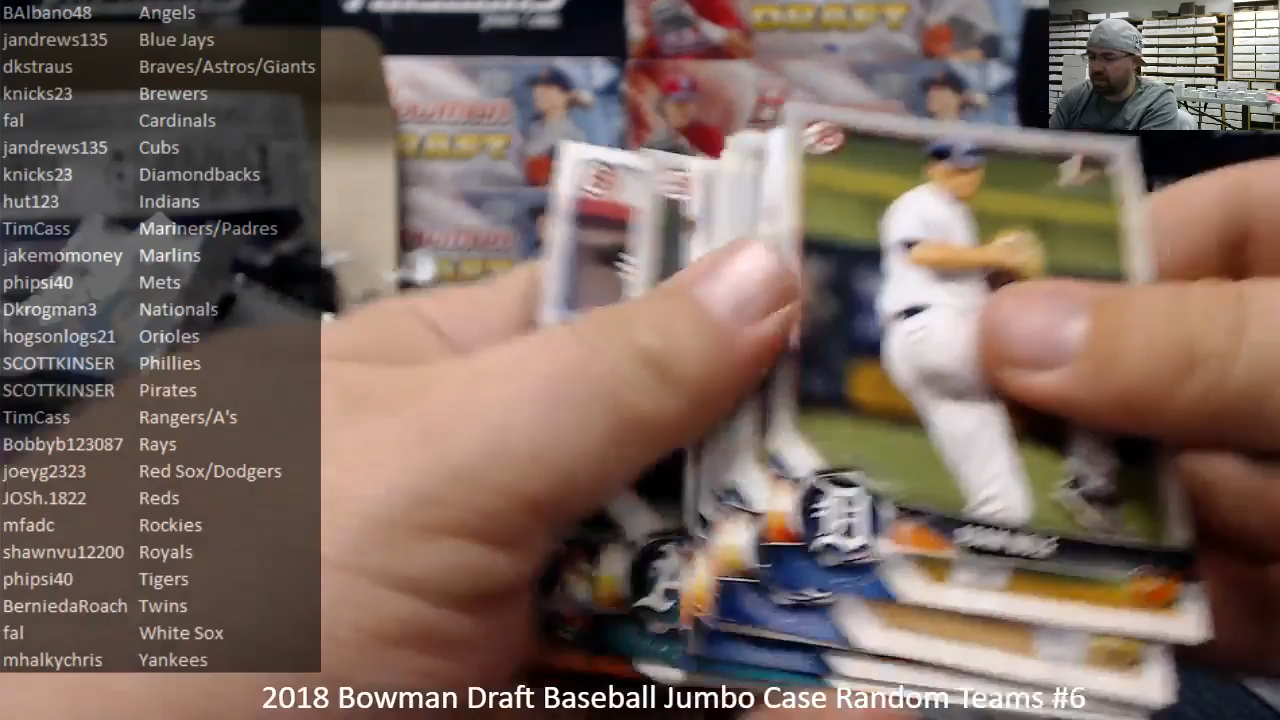 BAlbano48 Angels
jandrews135 Blue Jays
dkstraus Braves/Astros/Giants
knicks23 Brewers
fal Cardinals
jandrews135 Cubs
knicks23 Diamondbacks
hut123 Indians
TimCass Mariners/Padres
jakemomoney Marlins
phipsi40 Mets
Dkrogman3 Nationals
hogsonlogs21 Orioles
SCOTTKINSER Phillies
SCOTTKINSER Pirates
TimCass Rangers/A's
Bobbyb123087 Rays
joeyg2323 Red Sox/Dodgers
JOSh.1822 Reds
mfadc Rockies
shawnvu12200 Royals
phipsi40 Tigers
BerniedaRoach Twins
fal White Sox
mhalkychris Yankees
DRAFT
Bowman
2018 Bowman Draft Baseball Jumbo Case Random Teams #6